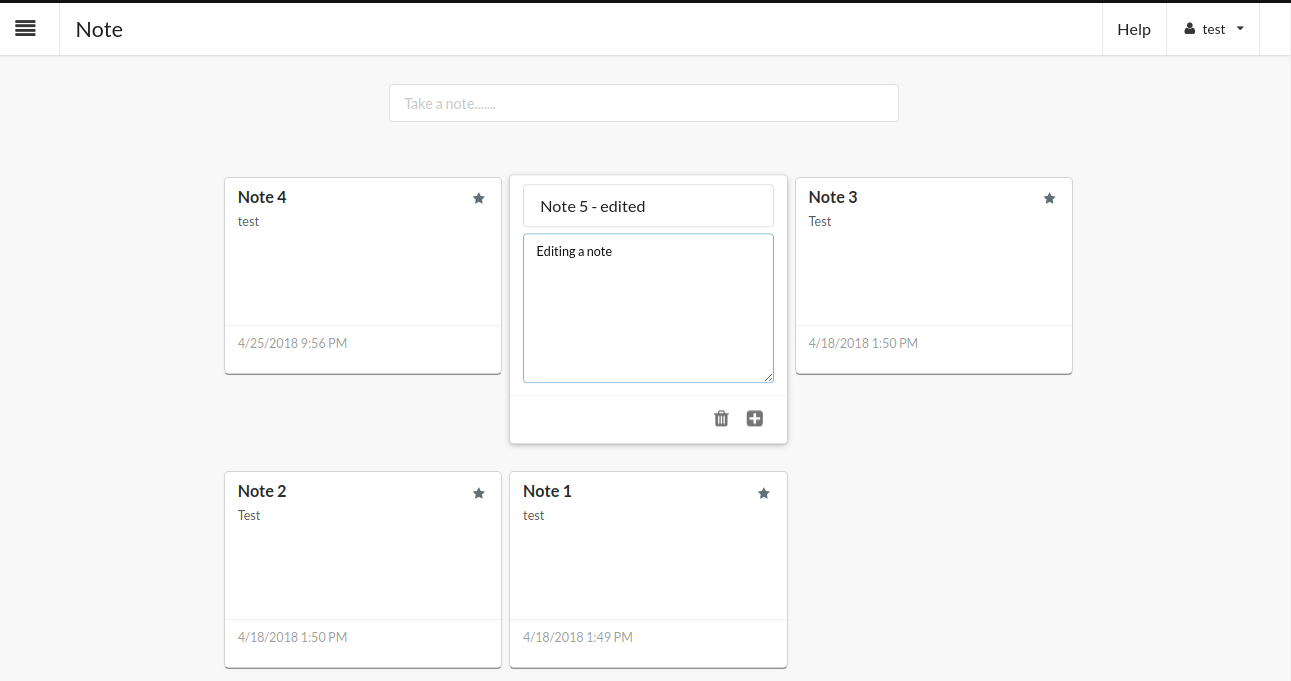 Note
Help
test
Take a note.......
Note 4
test
4/25/2018 9:56 PM
Note 5 - edited
Editing a note
Note 3
Test
4/18/2018 1:50 PM
Note 2
Test
4/18/2018 1:50 PM
Note 1
test
4/18/2018 1:49 PM